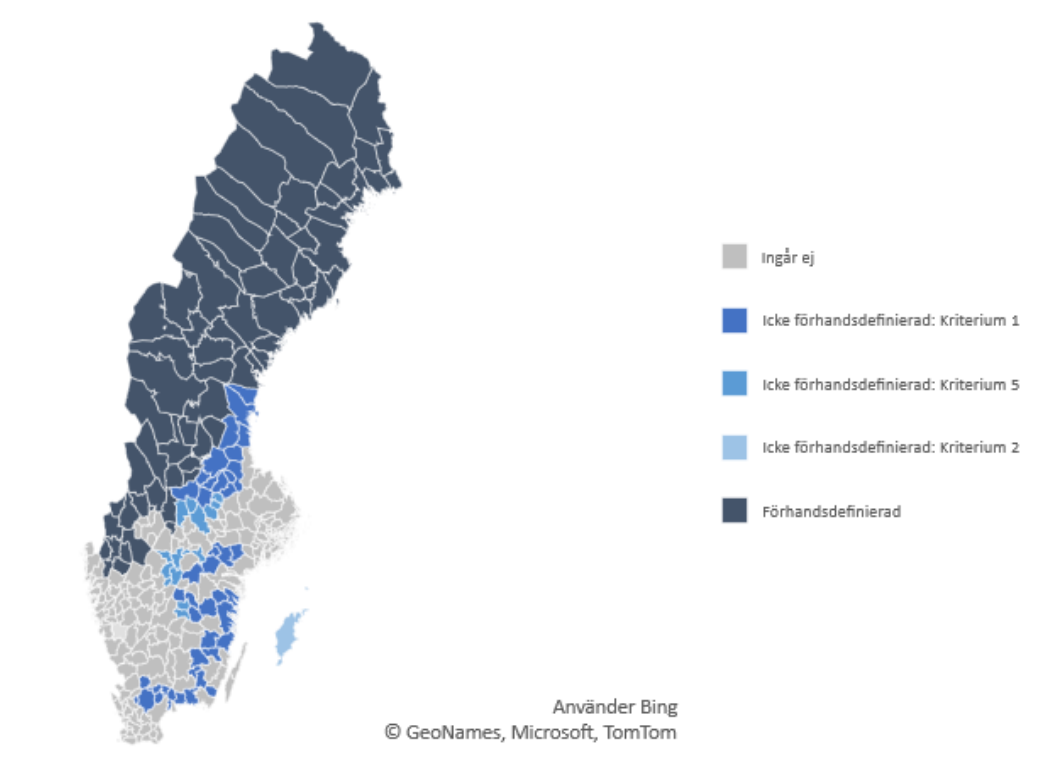 Ingår ej
Icke förhandsdefinierad: Kriterium 1
Icke förhandsdefinierad: Kriterium 5
Icke förhandsdefinierad: Kriterium 2
Förhandsdefinierad
Använder Bing
© GeoNames, Microsoft, TomTom